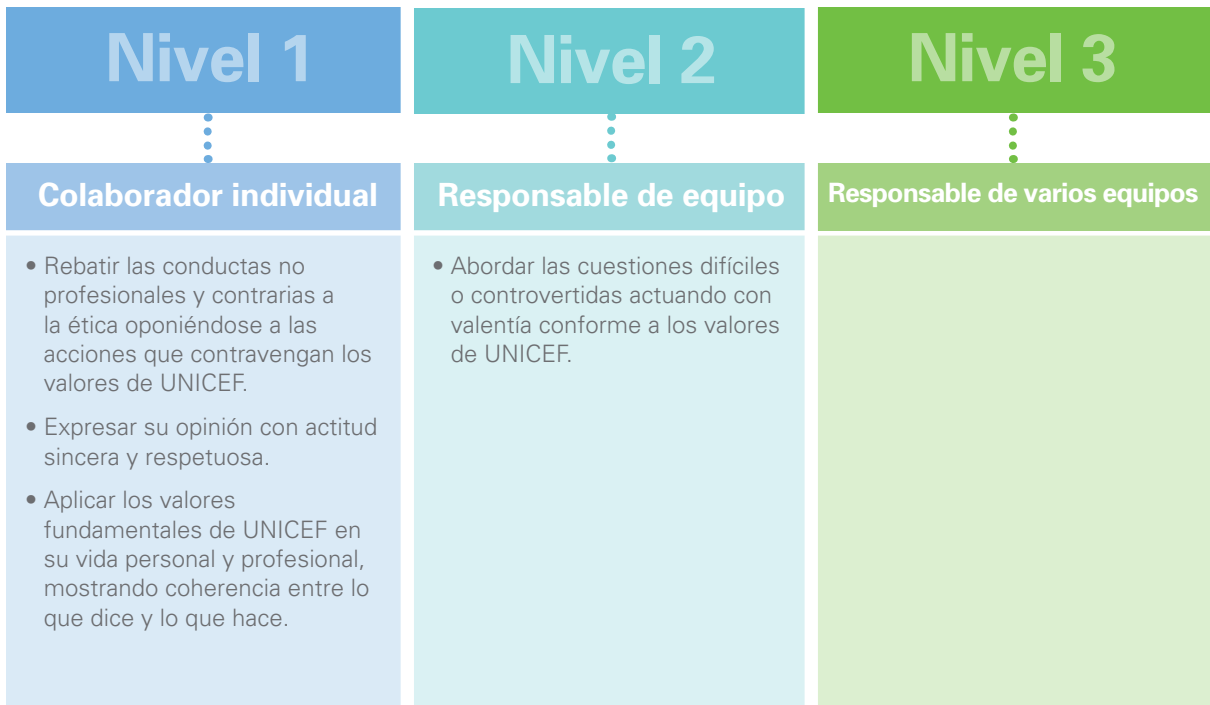 Nivel 1
Colaborador individual
• Rebatir las conductas no
profesionales y contrarias a
la ética oponiéndose a las
acciones que contravengan los
valores de UNICEF.
• Expresar su opinión con actitud
sincera y respetuosa.
• Aplicar los valores
fundamentales de UNICEF en
su vida personal y profesional,
mostrando coherencia entre lo
que dice y lo que hace.
Nivel 2
Responsable de equipo
• Abordar las cuestiones difíciles
o controvertidas actuando con
valentía conforme a los valores
de UNICEF.
Nivel 3
Responsable de varios equipos